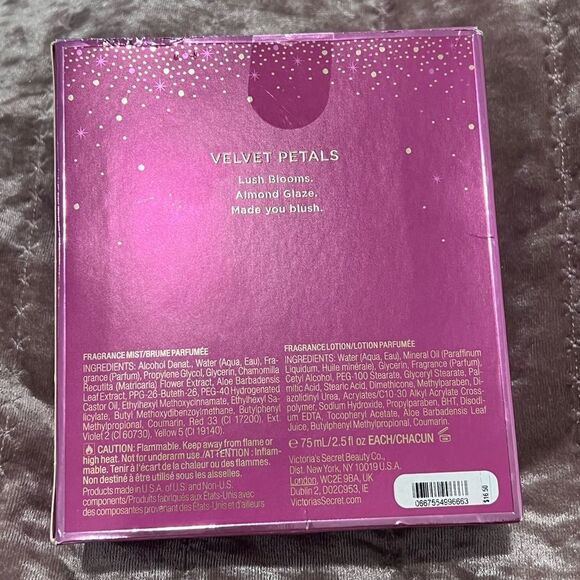 VELVET PETALS
Lush Blooms.
Almond Glaze.
Made you blush.
FRAGRANCE MIST/BRUME PARFUMÉE
INGREDIENTS: Alcohol Denat., Water (Aqua, Eau), Fra-
grance (Parfum), Propylene Glycol, Glycerin, Chamomilla
Recutita (Matricaria) Flower Extract, Aloe Barbadensis
Leaf Extract, PPG-26-Buteth-26, PEG-40 Hydrogenated
Castor Oil, Ethylhexyl Methoxycinnamate, Ethylhexyl Sa-
licylate, Butyl Methoxydibenzoylmethane, Butylphenyl
Methylpropional, Coumarin, Red 33 (CI 17200), Ext.
Violet 2 (CI 60730), Yellow 5 (CI 19140).
CAUTION: Flammable. Keep away from flame or
high heat. Not for underarm use./ATTENTION : Inflam-
mable. Tenir à l'écart de la chaleur ou des flammes.
Non destiné à être utilisé sous les aisselles.
Products made in U.S.A. of U.S. and Non-U.S.
components/Produits fabriqués aux États-Unis avec
des composantes provenant des États-Unis et d'ailleurs
FRAGRANCE LOTION/LOTION PARFUMÉE
INGREDIENTS: Water (Aqua, Eau), Mineral Oil (Paraffinum
Liquidum, Huile minérale), Glycerin, Fragrance (Parfum),
Cetyl Alcohol, PEG-100 Stearate, Glyceryl Stearate, Pal-
mitic Acid, Stearic Acid, Dimethicone, Methylparaben, Di-
azolidinyl Urea, Acrylates/C10-30 Alkyl Acrylate Cross-
polymer, Sodium Hydroxide, Propylparaben, BHT, Disodi-
um EDTA, Tocopheryl Acetate, Aloe Barbadensis Leaf
Juice, Butylphenyl Methylpropional, Coumarin.
℮ 75 mL/2.5 fl oz EACH/CHACUN
Victoria's Secret Beauty Co.,
Dist. New York, NY 10019 U.S.A.
London, WC2E 9BA, UK
Dublin 2, D02C953, IE
VictoriasSecret.com
0667554996663
$16.50